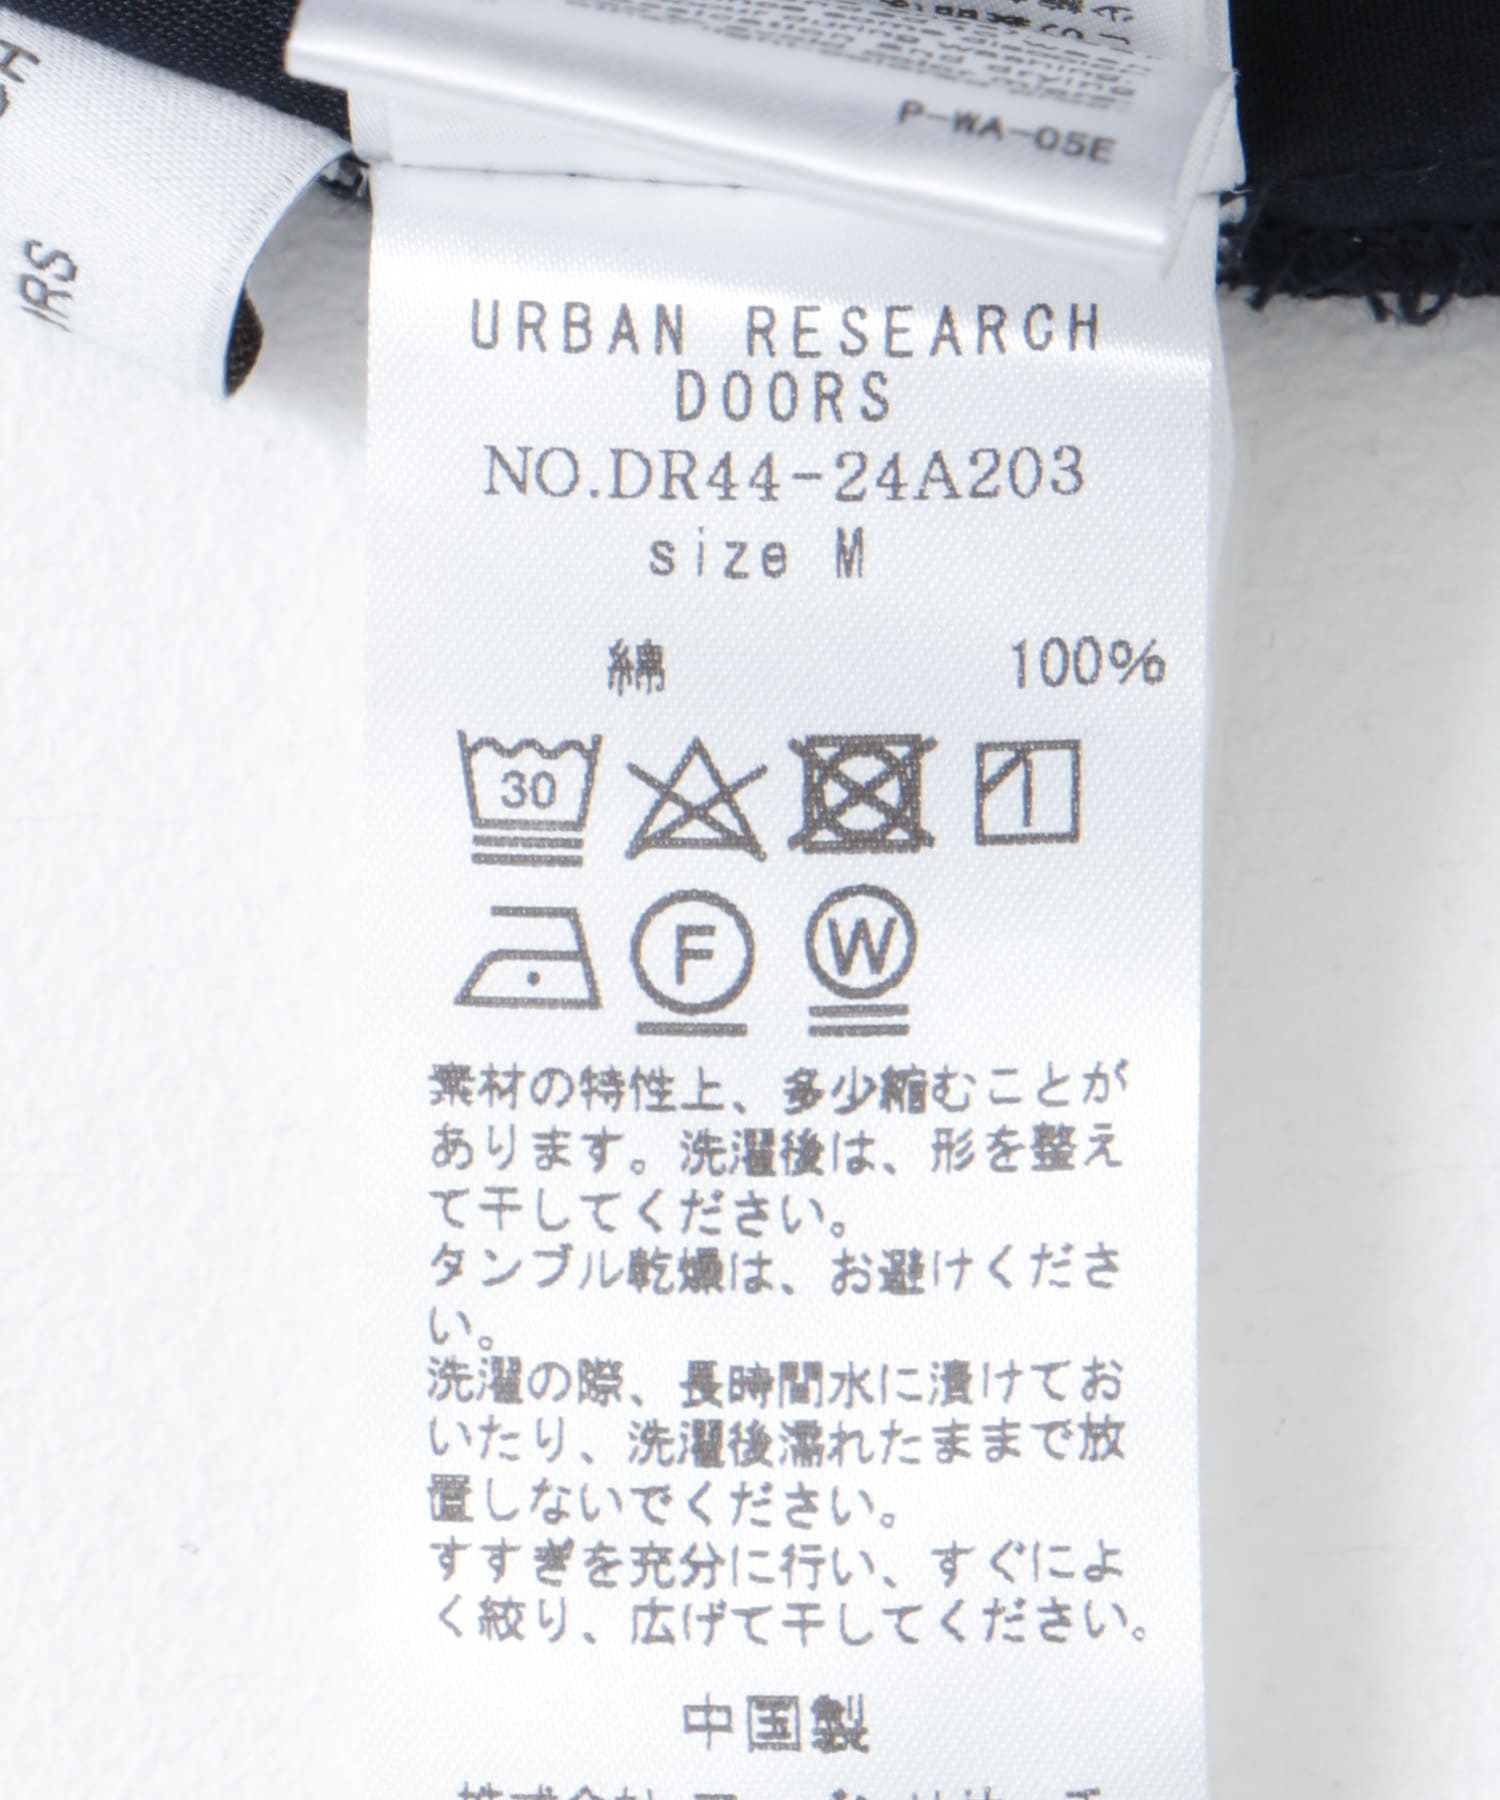 P-WA-05E
IRS
URBAN RESEARCH
DOORS
NO.DR44-24A203
size M
綿 100%
30
F
W
素材の特性上、多少縮むことが
あります。洗濯後は、形を整え
て干してください。
タンブル乾燥は、お避けくださ
い。
洗濯の際、長時間水に漬けてお
いたり、洗濯後濡れたままで放
置しないでください。
すすぎを充分に行い、すぐによ
く絞り、広げて干してください。
中国製